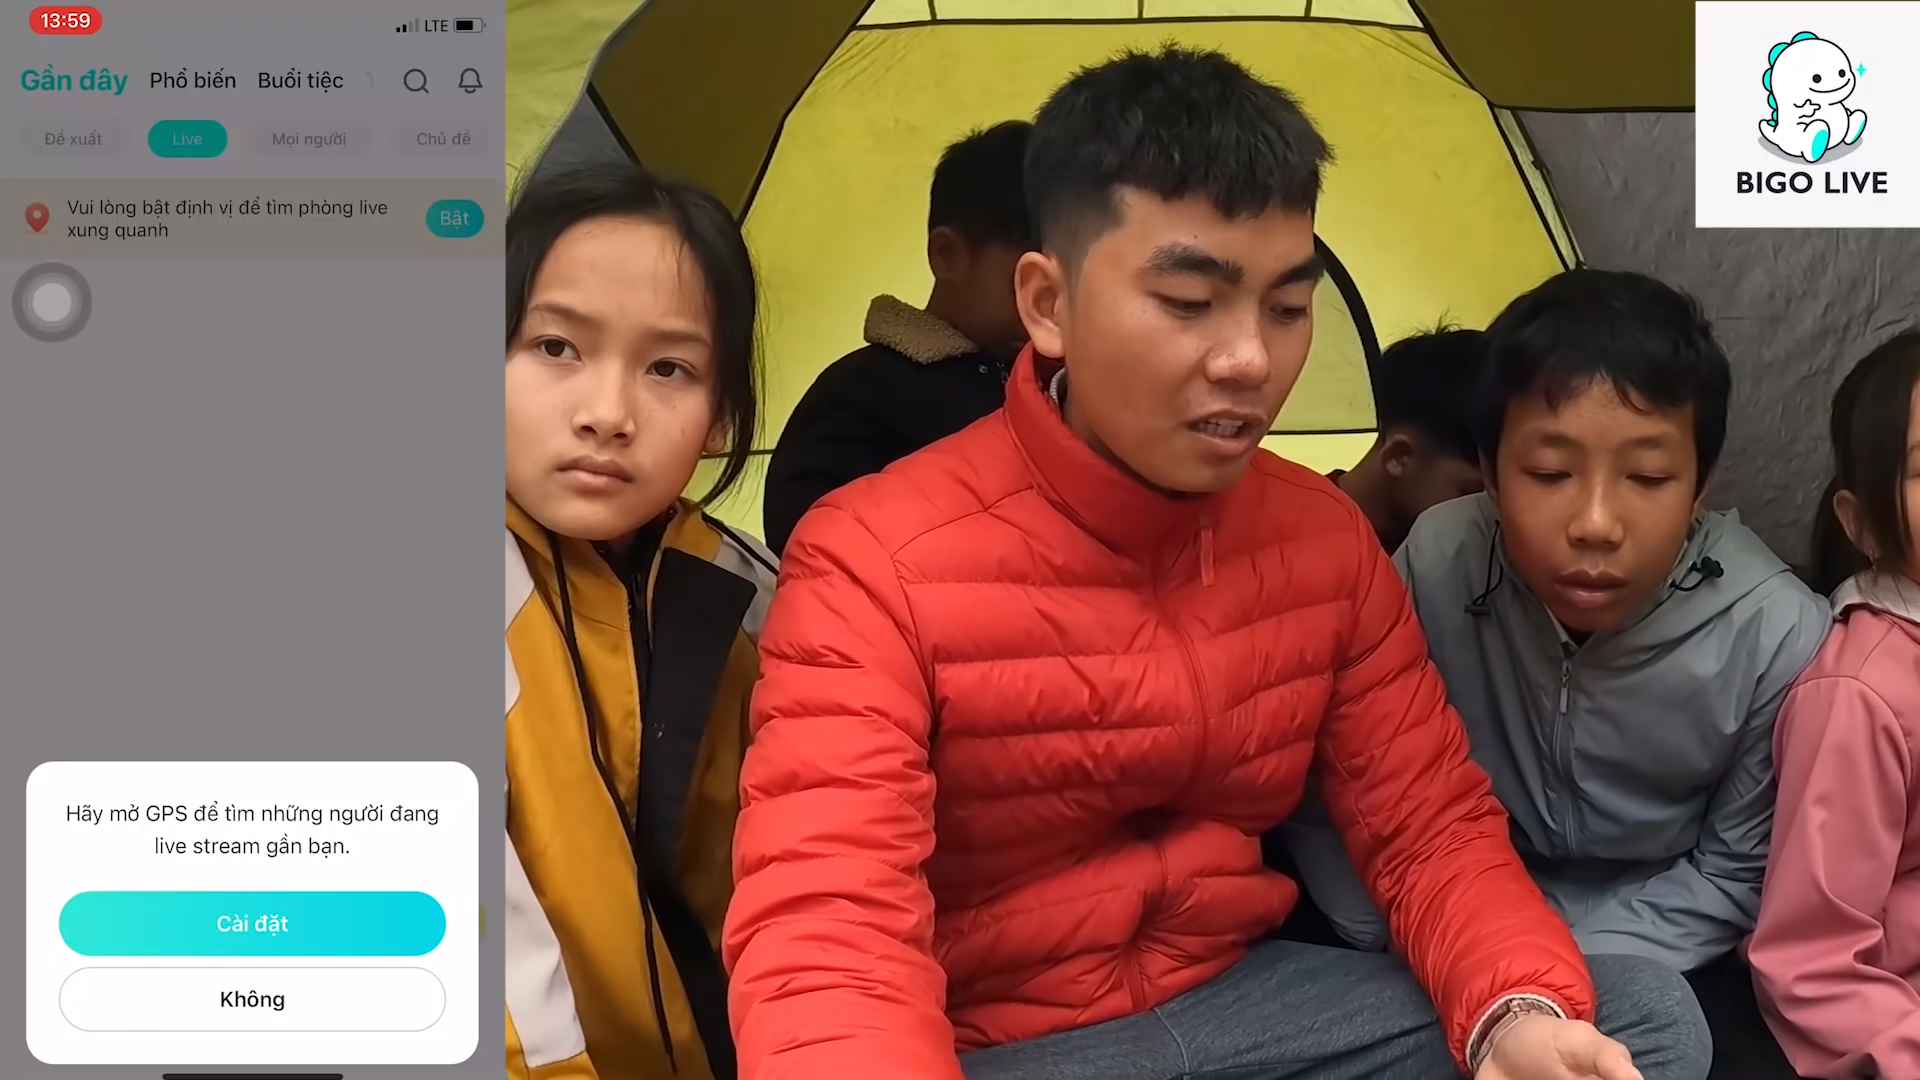 13:59
LTE
Gần đây Phổ biến Buổi tiệc
Đề xuất Live Mọi người Chủ đề
Vui lòng bật định vị để tìm phòng live
xung quanh
Bật
Hãy mở GPS để tìm những người đang
live stream gần bạn.
Cài đặt
Không
BIGO LIVE